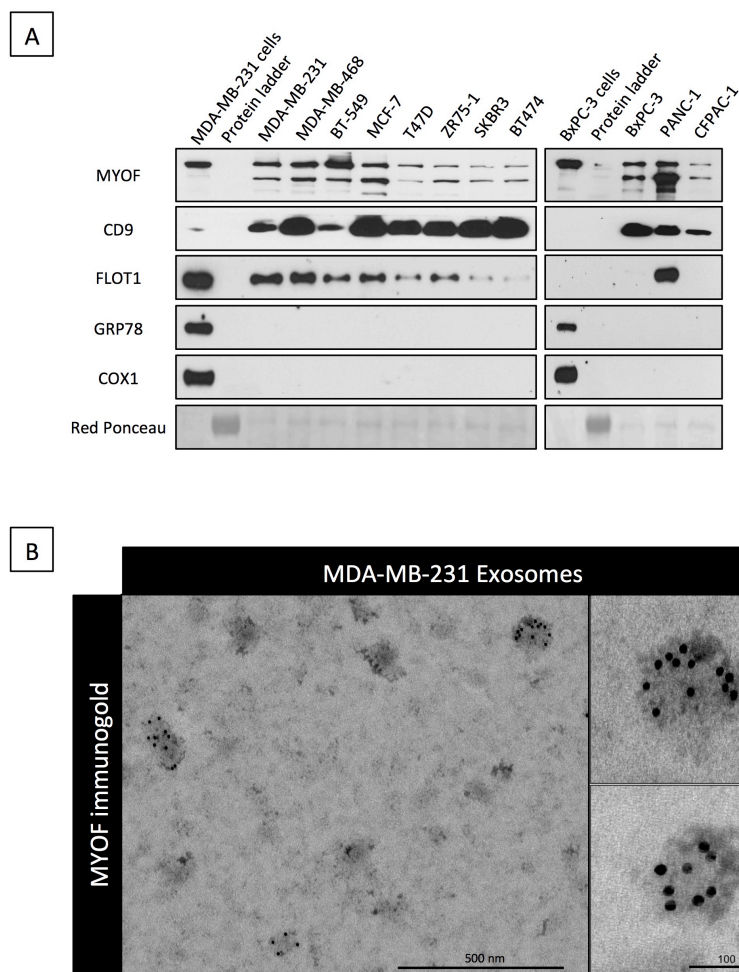 A
MDA-MB-231 cells
Protein ladder
MDA-MB-231
MDA-MB-468
BT-549
MCF-7
T47D
ZR75-1
SKBR3
BT474
BxPC-3 cells
Protein ladder
BxPC-3
PANC-1
CFPAC-1
MYOF
CD9
FLOT1
GRP78
COX1
Red Ponceau
B
MDA-MB-231 Exosomes
MYOF immunogold
500 nm
100